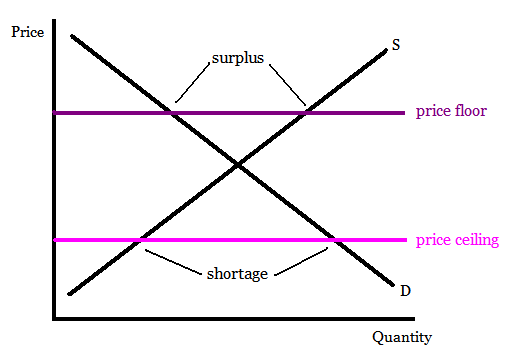 Price
S
surplus
price floor
price ceiling
shortage
D
Quantity